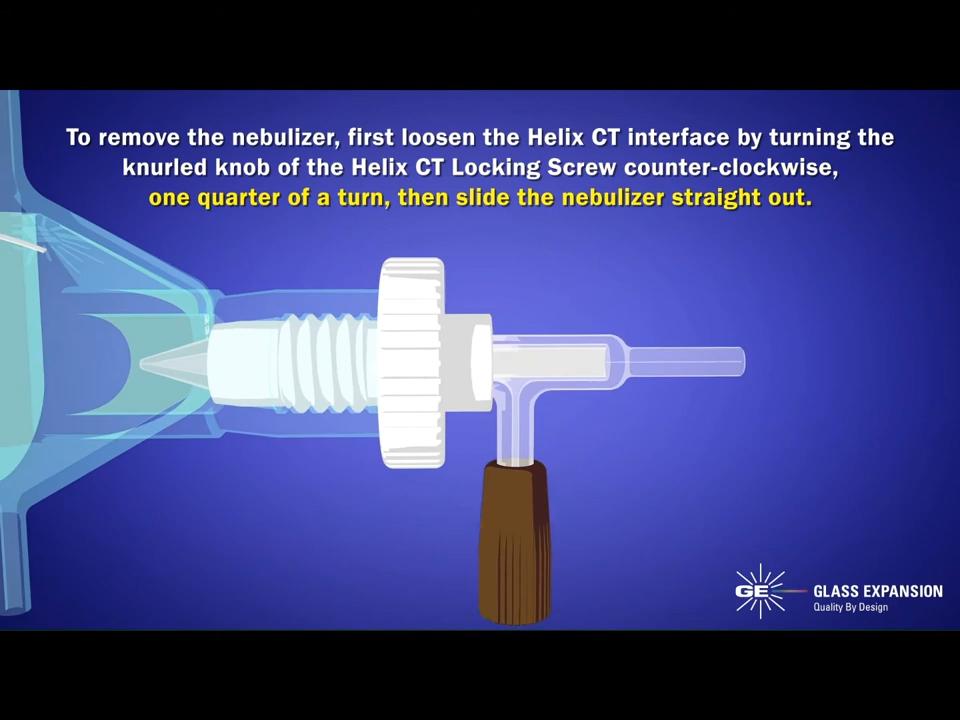 To remove the nebulizer, first loosen the Helix CT interface by turning the
knurled knob of the Helix CT Locking Screw counter-clockwise,
one quarter of a turn, then slide the nebulizer straight out.
GE GLASS EXPANSION
Quality By Design